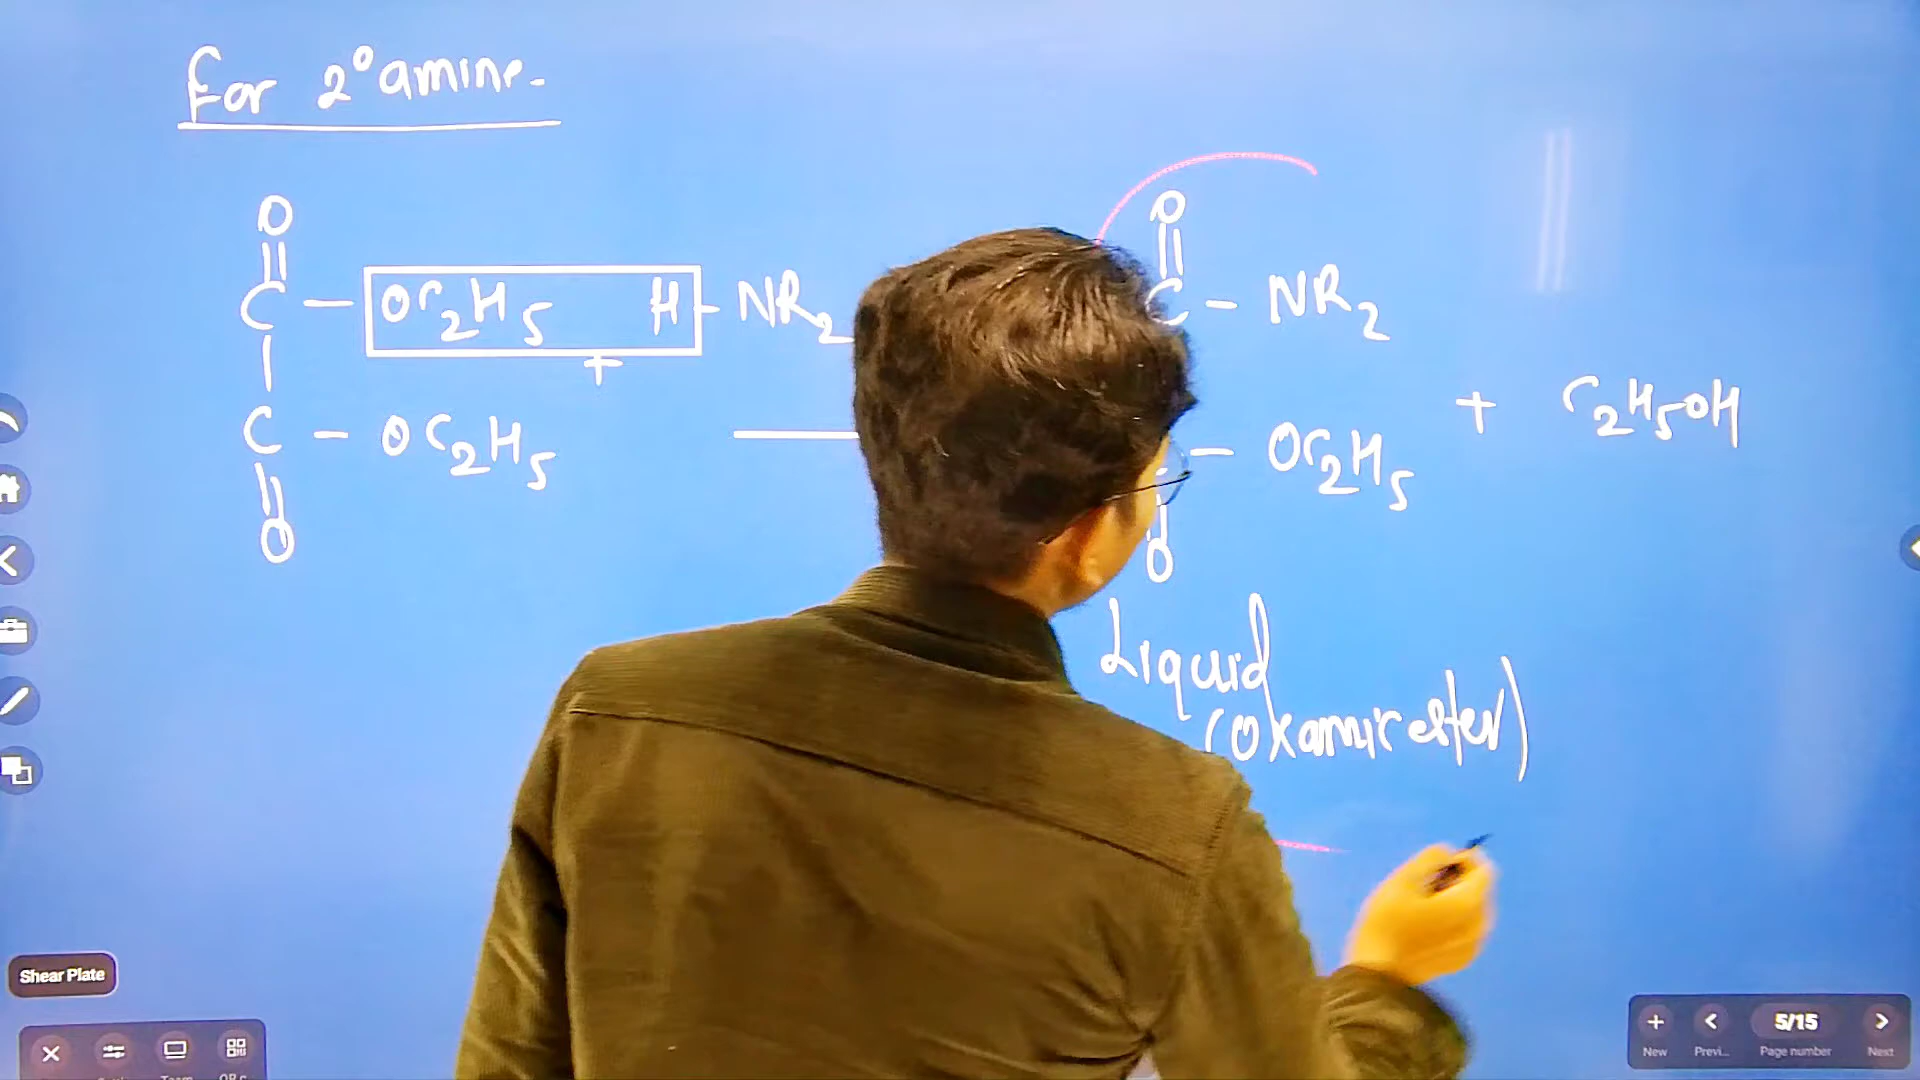 For 2° amine.
O
||
C – OC2H5 H – NR2
+
|
C – OC2H5
||
O
O
||
C – NR2
– OC2H5
O
+ C2H5OH
Liquid
(oxamic ester)
Shear Plate
5/15
New Previ... Page number Next